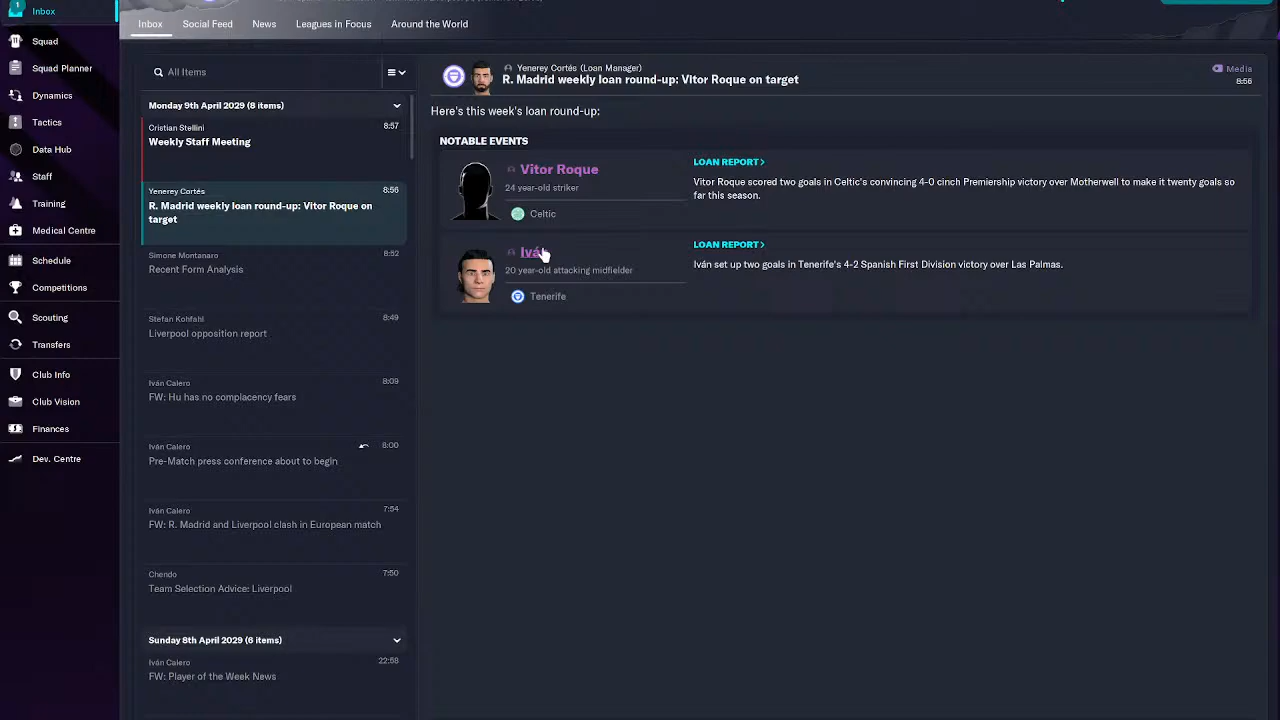 1
Inbox
Squad
Squad Planner
Dynamics
Tactics
Data Hub
Staff
Training
Medical Centre
Schedule
Competitions
Scouting
Transfers
Club Info
Club Vision
Finances
Dev. Centre
Inbox Social Feed News Leagues in Focus Around the World
All Items
Monday 9th April 2029 (8 items)
Cristian Stellini 8:57
Weekly Staff Meeting
Yenerey Cortés 8:56
R. Madrid weekly loan round-up: Vitor Roque on
target
Simone Montanaro 8:52
Recent Form Analysis
Stefan Kohfahl 8:49
Liverpool opposition report
Iván Calero 8:09
FW: Hu has no complacency fears
Iván Calero 8:00
Pre-Match press conference about to begin
Iván Calero 7:54
FW: R. Madrid and Liverpool clash in European match
Chendo 7:50
Team Selection Advice: Liverpool
Sunday 8th April 2029 (6 items)
Iván Calero 22:58
FW: Player of the Week News
Yenerey Cortés (Loan Manager)
R. Madrid weekly loan round-up: Vitor Roque on target
Media
8:56
Here's this week's loan round-up:
NOTABLE EVENTS
Vitor Roque
24 year-old striker
Celtic
LOAN REPORT>
Vitor Roque scored two goals in Celtic's convincing 4-0 cinch Premiership victory over Motherwell to make it twenty goals so
far this season.
Iván
20 year-old attacking midfielder
Tenerife
LOAN REPORT>
Iván set up two goals in Tenerife's 4-2 Spanish First Division victory over Las Palmas.